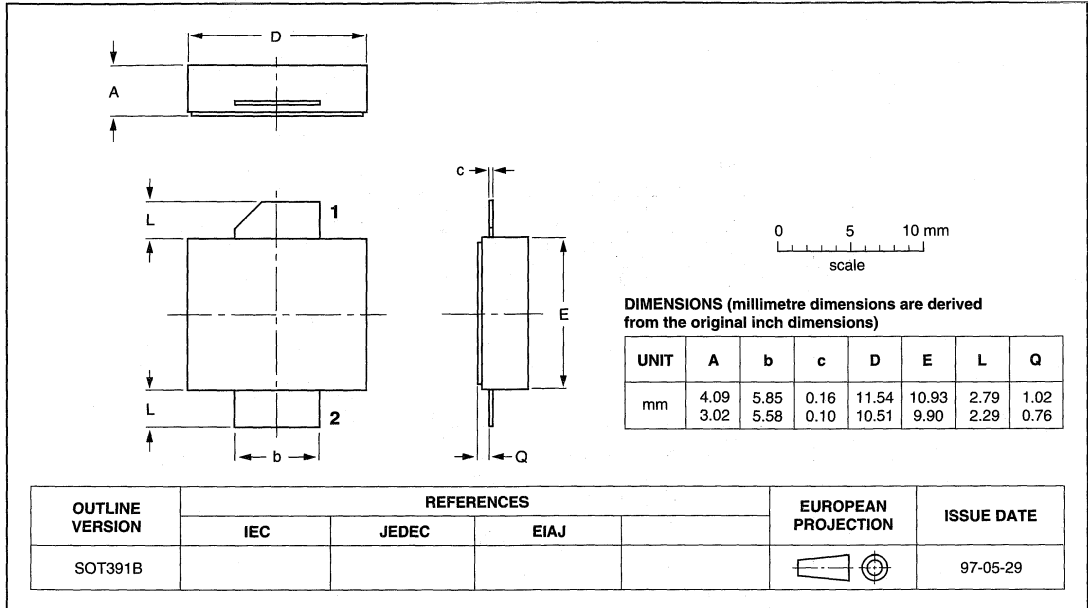 D
A
c
L
1
0 5 10 mm
scale
E
DIMENSIONS (millimetre dimensions are derived
from the original inch dimensions)
UNIT A b c D E L Q
mm 4.09 5.85 0.16 11.54 10.93 2.79 1.02
3.02 5.58 0.10 10.51 9.90 2.29 0.76
L
2
b
Q
OUTLINE
VERSION
REFERENCES
IEC JEDEC EIAJ
EUROPEAN
PROJECTION
ISSUE DATE
SOT391B
97-05-29